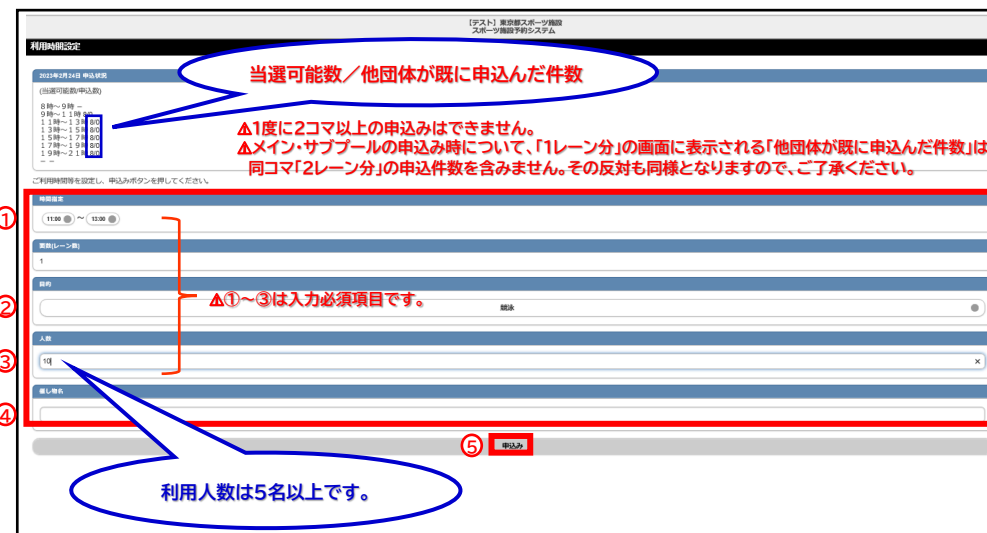 [テスト] 東京都スポーツ施設
スポーツ施設予約システム
利用時間設定
2023年2月24日 申込状況
(当選可能数/申込数)
8時～9時 －
9時～11時 8/0
11時～13時 8/0
13時～15時 8/0
15時～17時 8/0
17時～19時 8/0
19時～21時 8/0
－ －
当選可能数／他団体が既に申込んだ件数
⚠1度に2コマ以上の申込みはできません。
⚠メイン・サブプールの申込み時について、「1レーン分」の画面に表示される「他団体が既に申込んだ件数」は
同コマ「2レーン分」の申込件数を含みません。その反対も同様となりますので、ご了承ください。
ご利用時間等を設定し、申込みボタンを押してください。
時間指定
① 11:00 ～ 13:00
面数(レーン数)
1
目的
② 競泳
⚠①～③は入力必須項目です。
人数
③ 10 ×
催し物名
④
⑤ 申込み
利用人数は5名以上です。